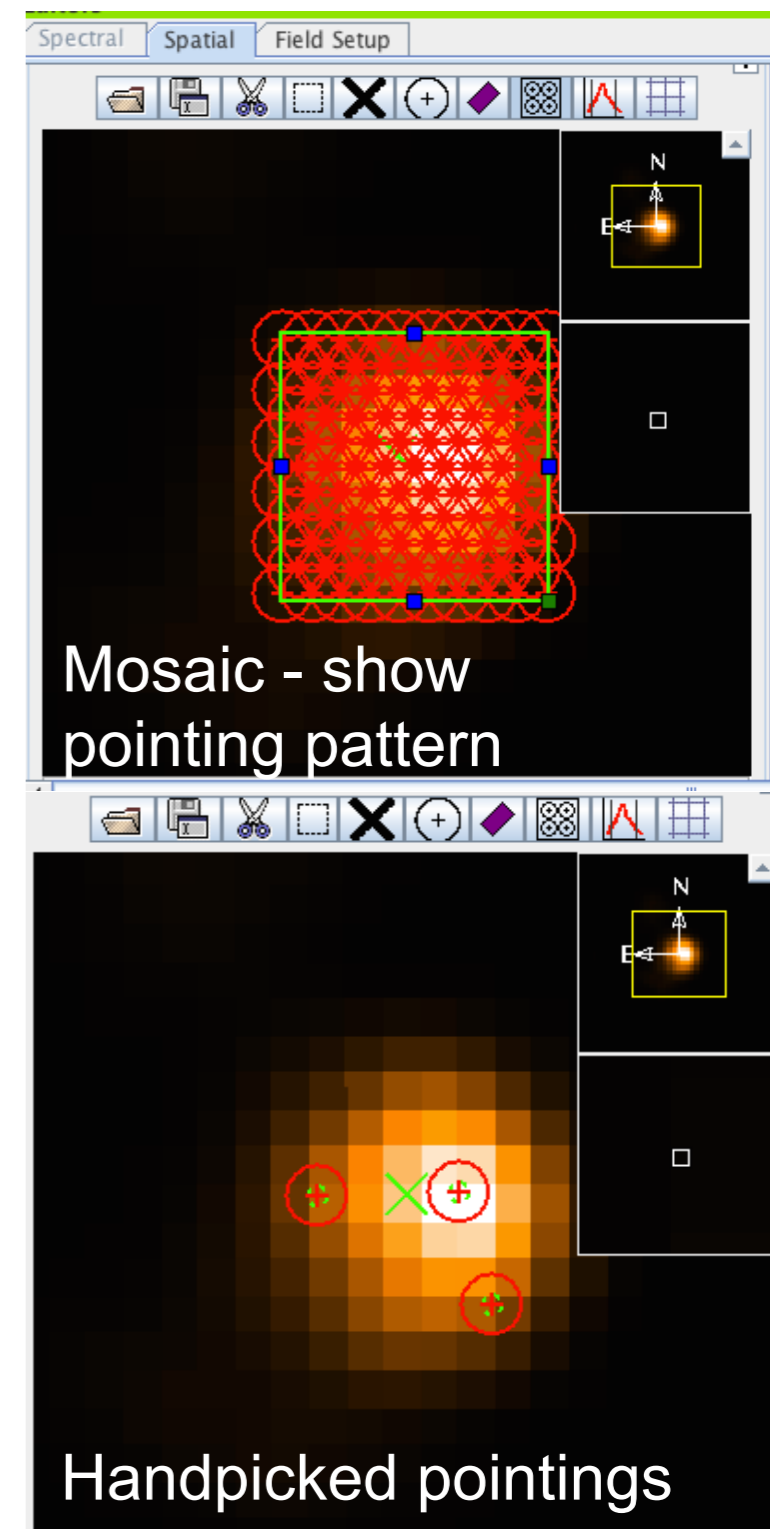 Spectral
Spatial
Field Setup
N
E
Mosaic - show
pointing pattern
N
E
Handpicked pointings